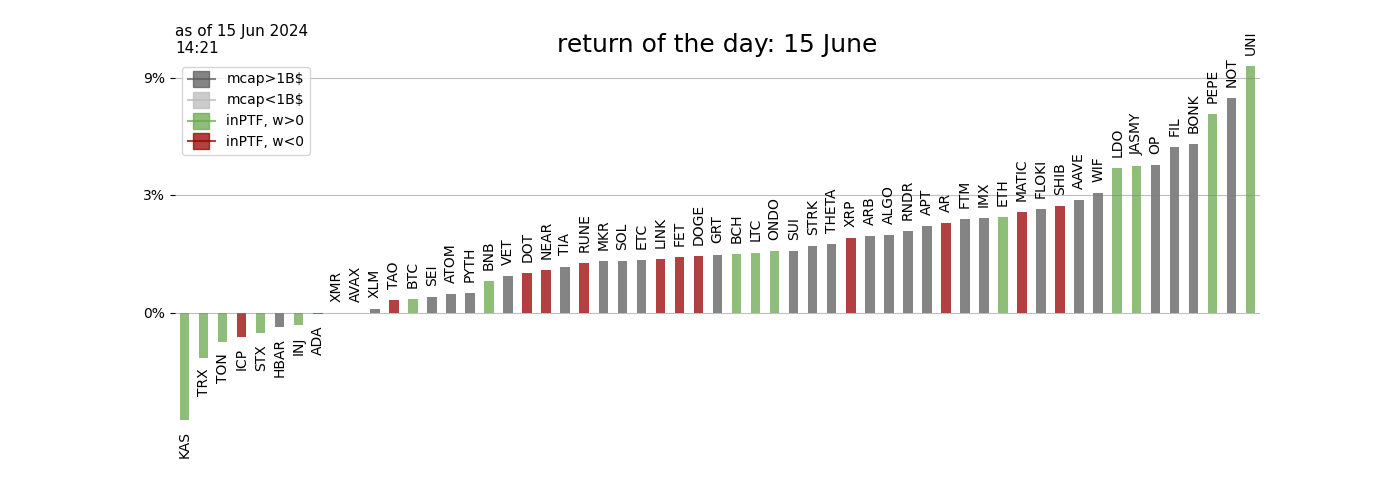 as of 15 Jun 2024
14:21
return of the day: 15 June
mcap>1B$
mcap<1B$
inPTF, w>0
inPTF, w<0
9%
3%
0%
KAS
TRX
TON
ICP
STX
HBAR
INJ
ADA
XMR
AVAX
XLM
TAO
BTC
SEI
ATOM
PYTH
BNB
VET
DOT
NEAR
TIA
RUNE
MKR
SOL
ETC
LINK
FET
DOGE
GRT
BCH
LTC
ONDO
SUI
STRK
THETA
XRP
ARB
ALGO
RNDR
APT
AR
FTM
IMX
ETH
MATIC
FLOKI
SHIB
AAVE
WIF
LDO
JASMY
OP
FIL
BONK
PEPE
NOT
UNI